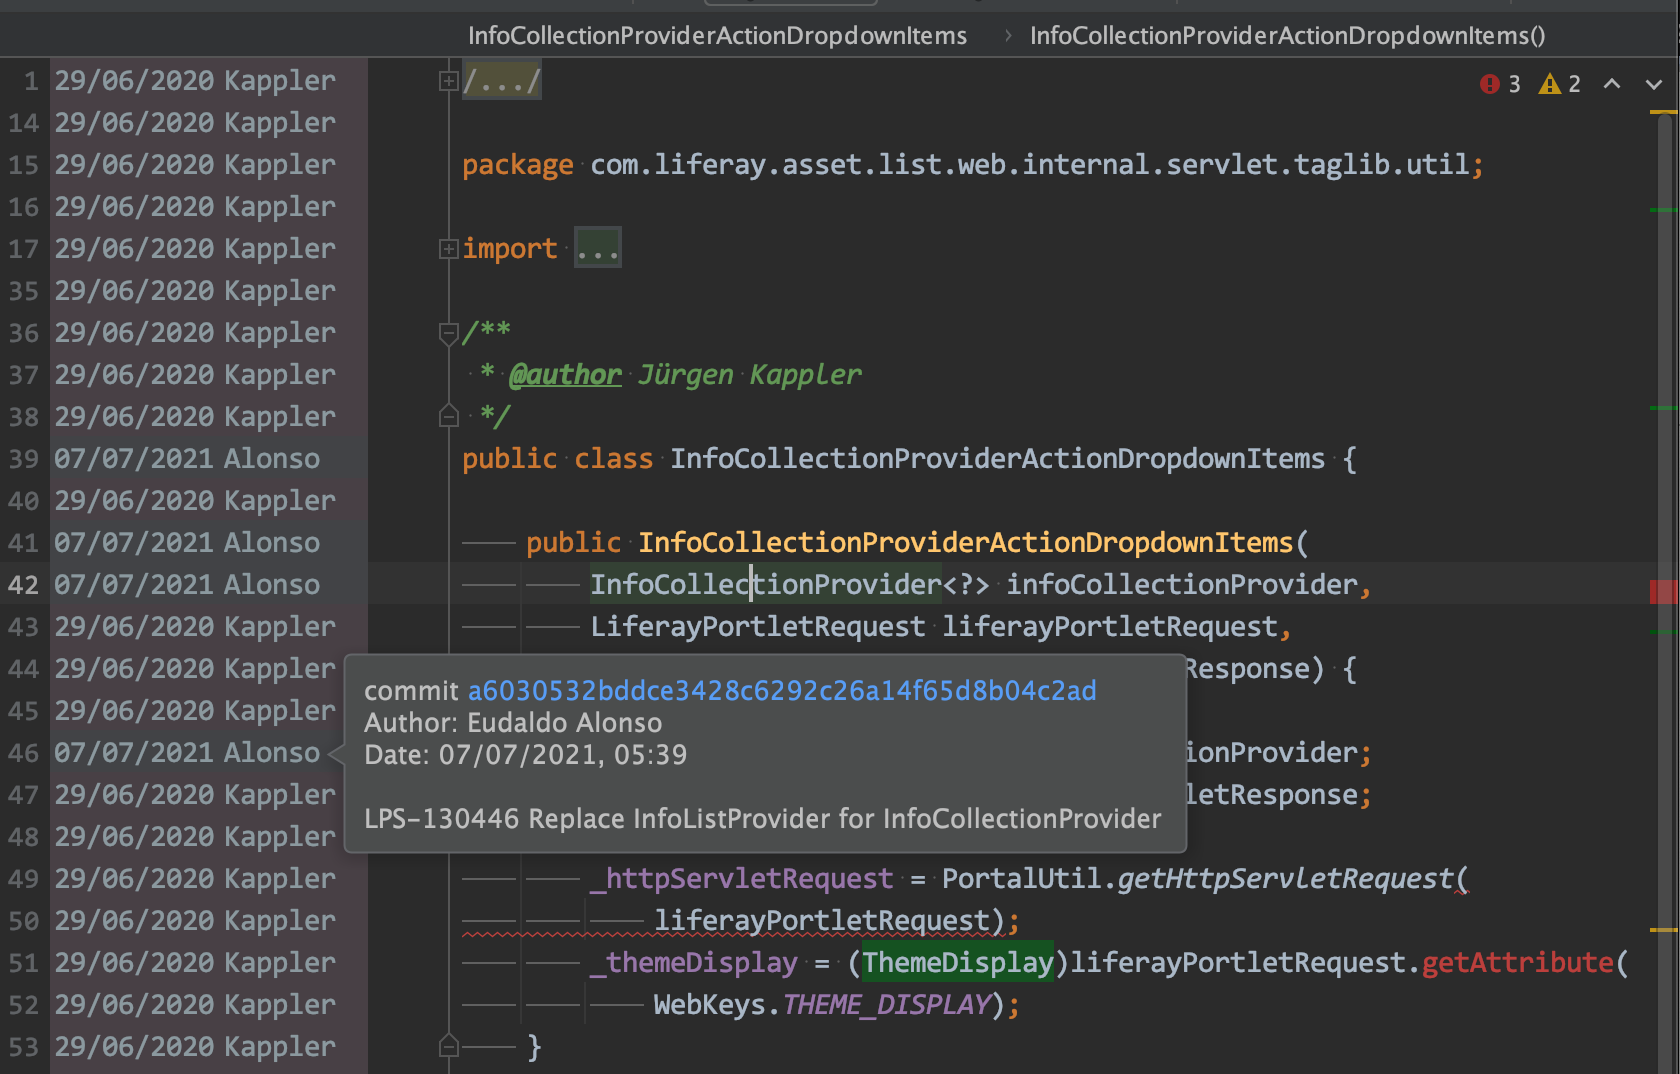 InfoCollectionProviderActionDropdownItems › InfoCollectionProviderActionDropdownItems()
1 29/06/2020 Kappler /.../ 3 2
14 29/06/2020 Kappler
15 29/06/2020 Kappler package com.liferay.asset.list.web.internal.servlet.taglib.util;
16 29/06/2020 Kappler
17 29/06/2020 Kappler import ...
35 29/06/2020 Kappler
36 29/06/2020 Kappler /**
37 29/06/2020 Kappler * @author Jürgen Kappler
38 29/06/2020 Kappler */
39 07/07/2021 Alonso public class InfoCollectionProviderActionDropdownItems {
40 29/06/2020 Kappler
41 07/07/2021 Alonso public InfoCollectionProviderActionDropdownItems(
42 07/07/2021 Alonso InfoCollectionProvider<?> infoCollectionProvider,
43 29/06/2020 Kappler LiferayPortletRequest liferayPortletRequest,
44 29/06/2020 Kappler Response) {
45 29/06/2020 Kappler
46 07/07/2021 Alonso ionProvider;
47 29/06/2020 Kappler letResponse;
48 29/06/2020 Kappler
commit a6030532bddce3428c6292c26a14f65d8b04c2ad
Author: Eudaldo Alonso
Date: 07/07/2021, 05:39
LPS-130446 Replace InfoListProvider for InfoCollectionProvider
49 29/06/2020 Kappler _httpServletRequest = PortalUtil.getHttpServletRequest(
50 29/06/2020 Kappler liferayPortletRequest);
51 29/06/2020 Kappler _themeDisplay = (ThemeDisplay)liferayPortletRequest.getAttribute(
52 29/06/2020 Kappler WebKeys.THEME_DISPLAY);
53 29/06/2020 Kappler }